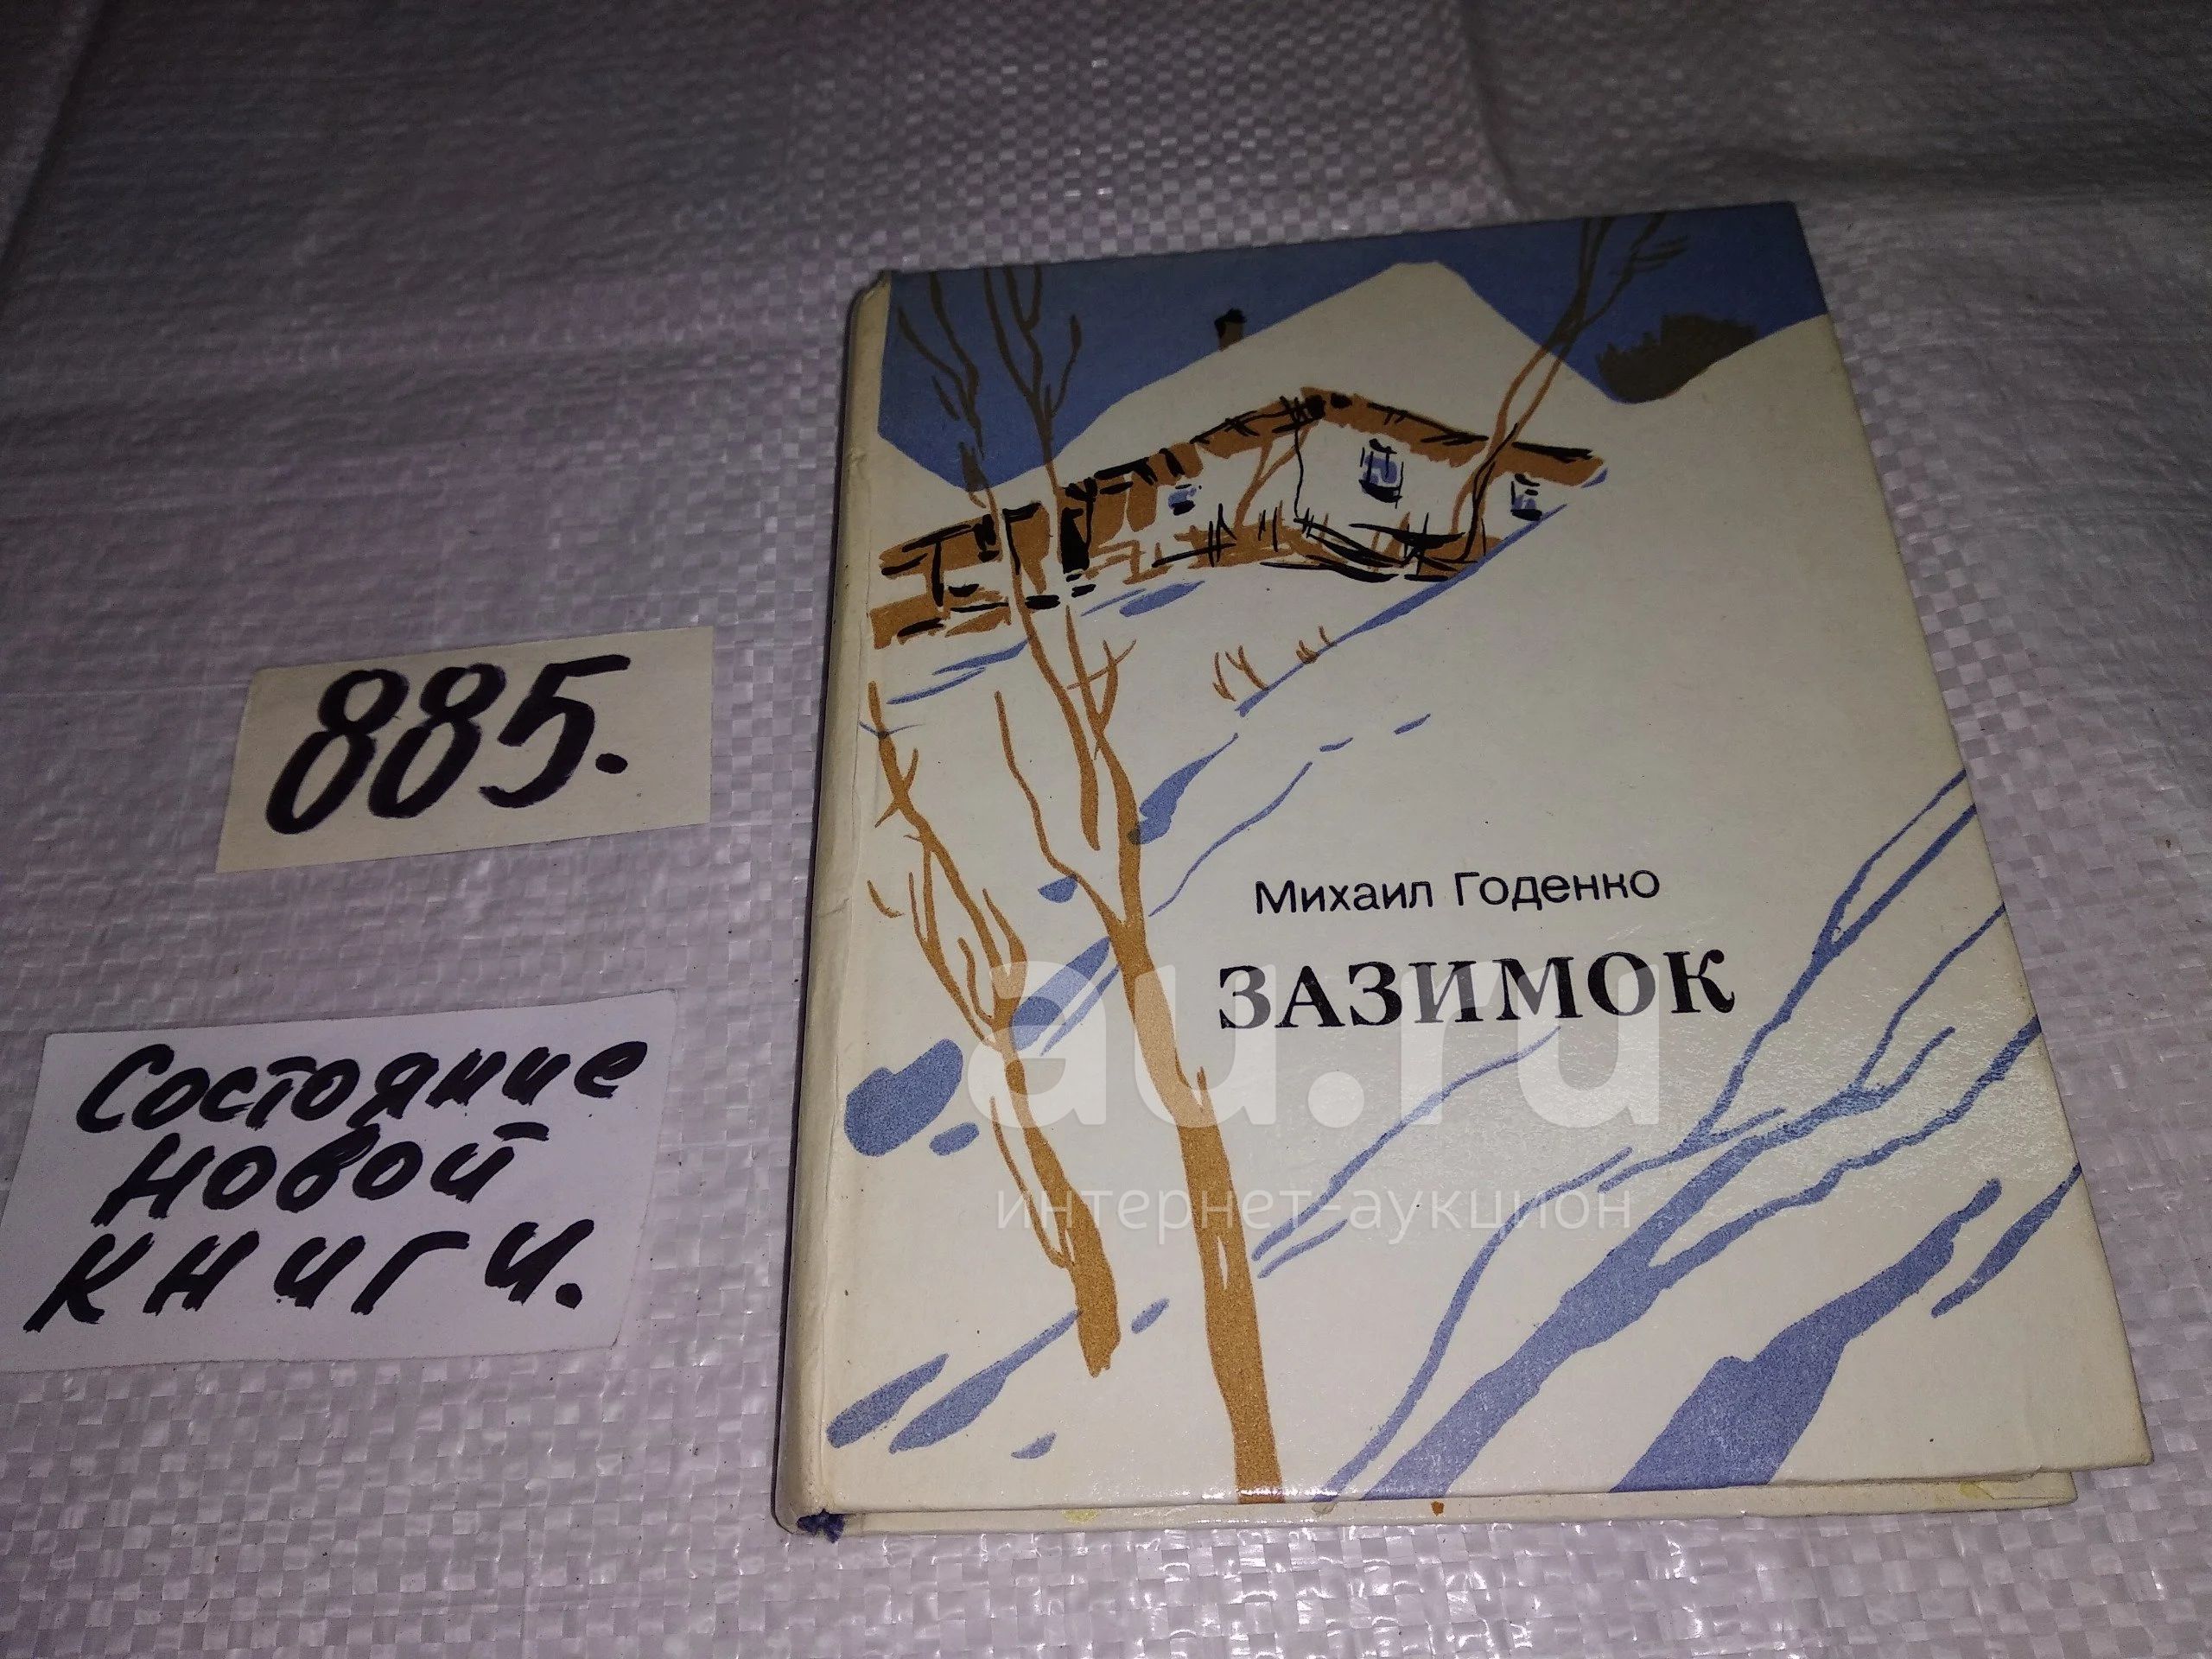 885.
Состояние
новой
книги.
Михаил Годенко
ЗАЗИМОК
au.ru
интернет-аукцион